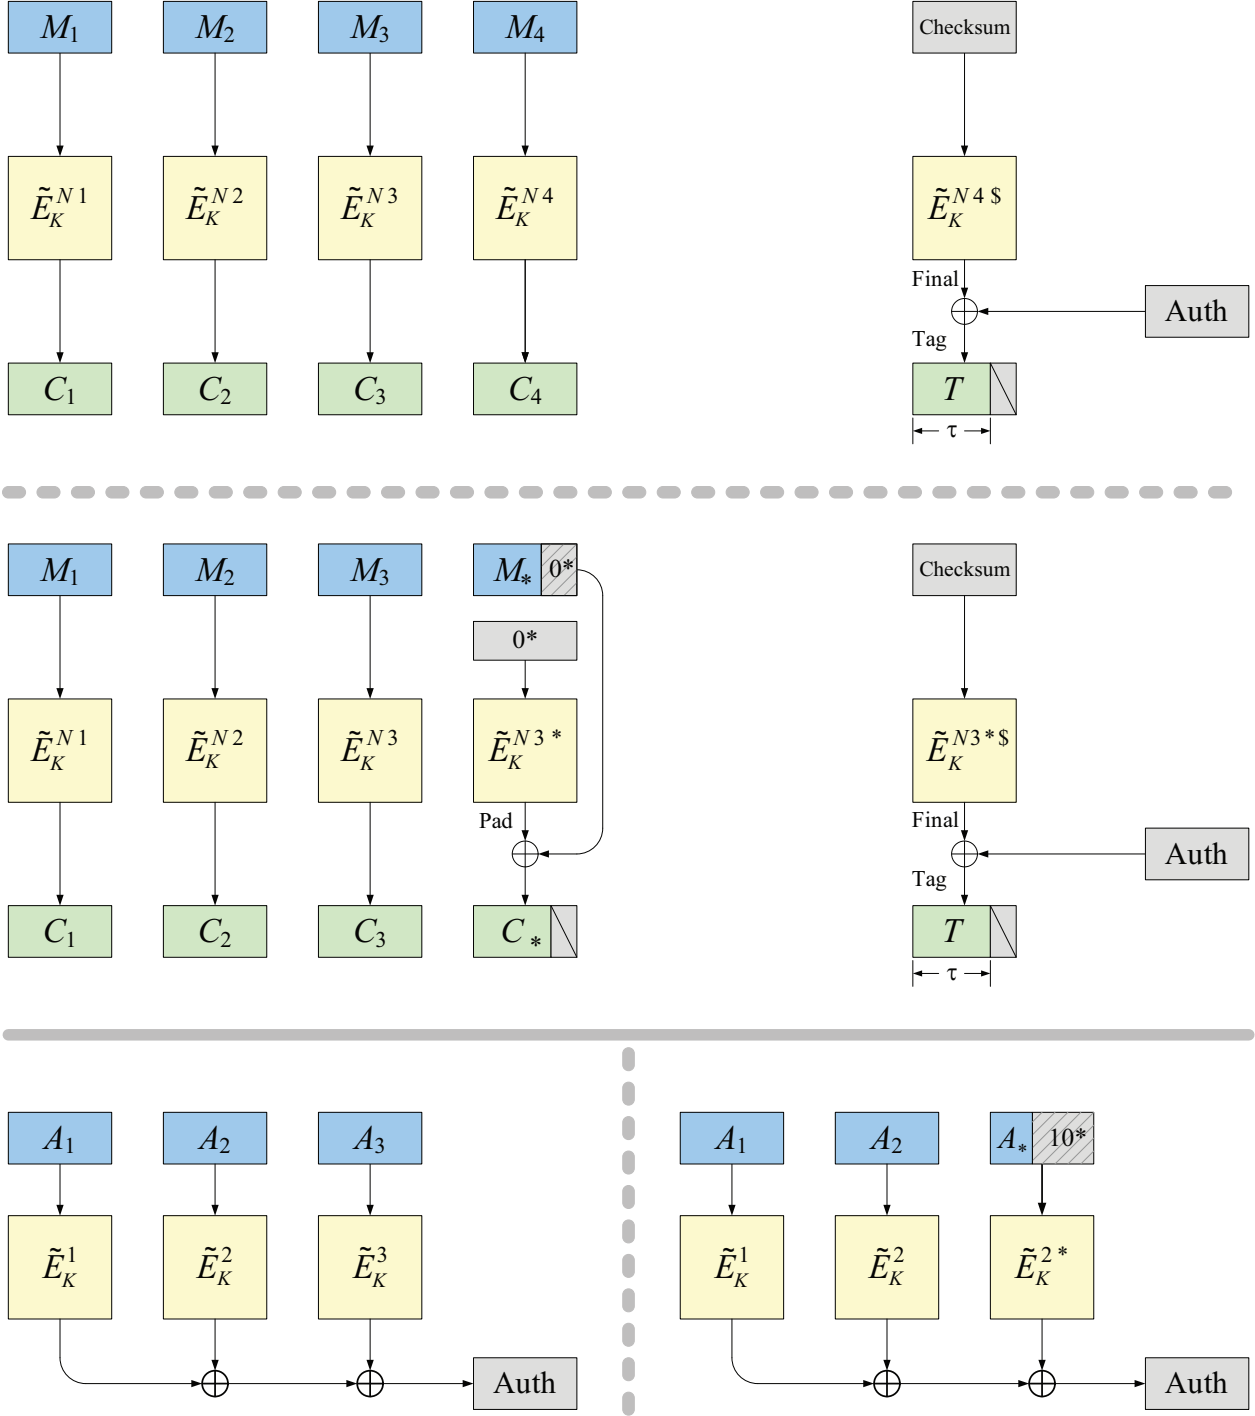 M₁ M₂ M₃ M₄ Checksum
Ẽ_K^{N 1} Ẽ_K^{N 2} Ẽ_K^{N 3} Ẽ_K^{N 4} Ẽ_K^{N 4 $}
Final
Auth
Tag
C₁ C₂ C₃ C₄ T
τ
M₁ M₂ M₃ M_* 0* Checksum
0*
Ẽ_K^{N 1} Ẽ_K^{N 2} Ẽ_K^{N 3} Ẽ_K^{N 3 *} Ẽ_K^{N 3 * $}
Pad Final
Auth
Tag
C₁ C₂ C₃ C_* T
τ
A₁ A₂ A₃ A₁ A₂ A_* 10*
Ẽ_K^1 Ẽ_K^2 Ẽ_K^3 Ẽ_K^1 Ẽ_K^2 Ẽ_K^{2 *}
Auth Auth